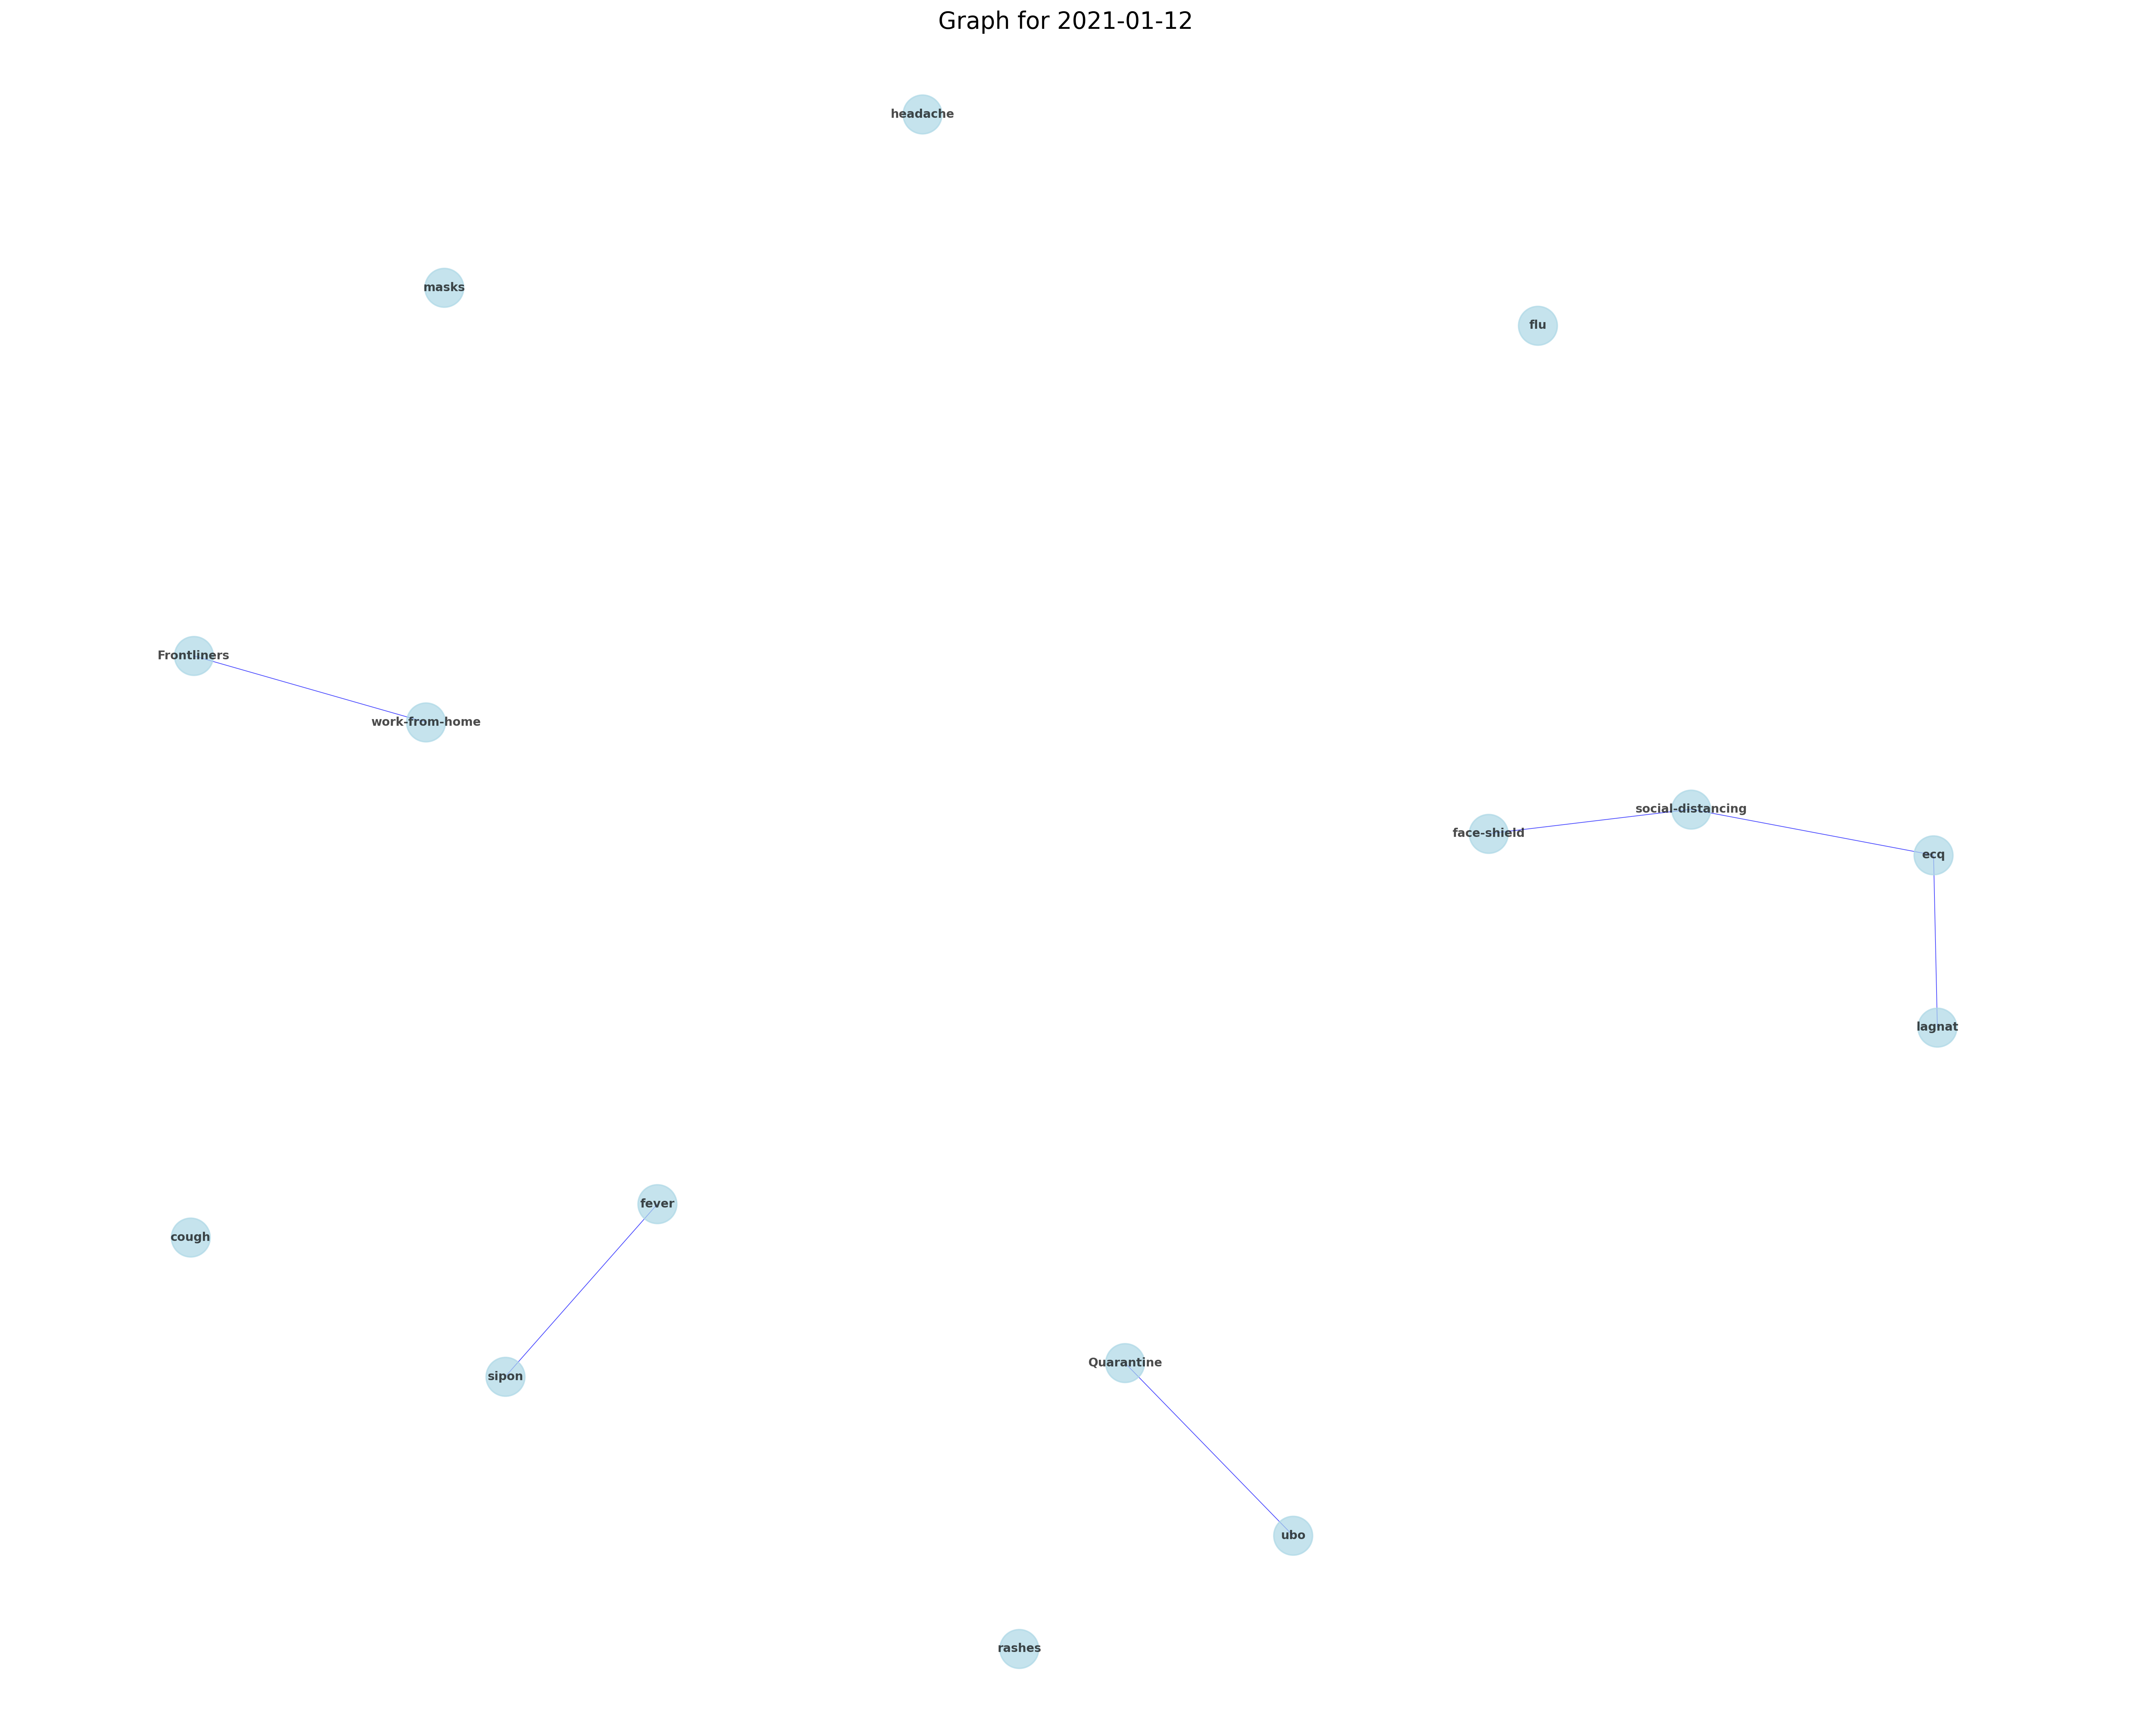 Graph for 2021-01-12
headache
masks
flu
Frontliners
work-from-home
social-distancing
face-shield
ecq
lagnat
fever
cough
sipon
Quarantine
ubo
rashes